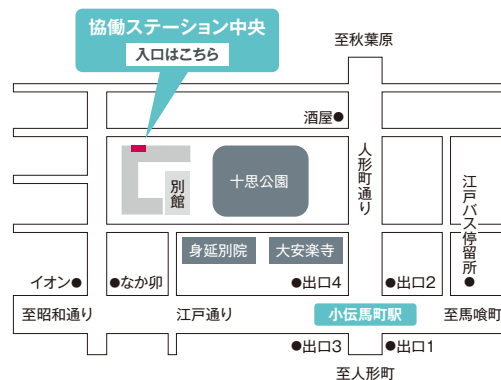 協働ステーション中央
入口はこちら
至秋葉原
酒屋
人形町通り
別館
十思公園
江戸バス停留所
身延別院
大安楽寺
イオン
なか卯
出口4
出口2
至昭和通り
江戸通り
小伝馬町駅
至馬喰町
出口3
出口1
至人形町